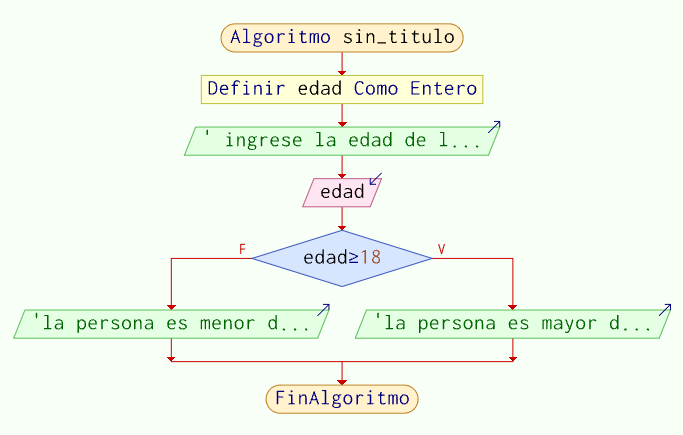 Algoritmo sin_titulo
Definir edad Como Entero
' ingrese la edad de l...
edad
F
edad≥18
V
'la persona es menor d...
'la persona es mayor d...
FinAlgoritmo